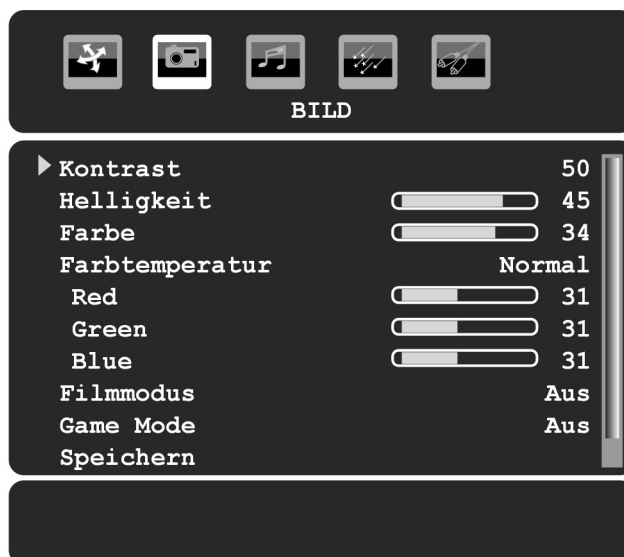 BILD
Kontrast 50
Helligkeit 45
Farbe 34
Farbtemperatur Normal
Red 31
Green 31
Blue 31
Filmmodus Aus
Game Mode Aus
Speichern